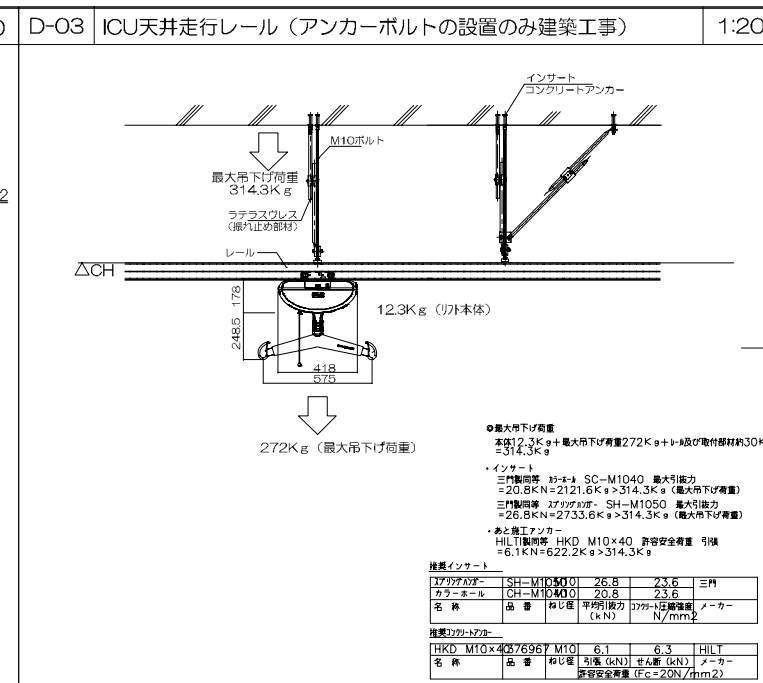 D-03 ICU天井走行レール（アンカーボルトの設置のみ建築工事） 1:20
インサート
コンクリートアンカー
M10ボルト
最大吊下げ荷重
314.3Kg
ラテラスヴレス
（振れ止め部材）
レール
△CH
178
248.5
12.3Kg（リフト本体）
418
575
272Kg（最大吊下げ荷重）
◎最大吊下げ荷重
本体12.3Kg＋最大吊下げ荷重272Kg＋レール及び取付部材約30K
=314.3Kg
・インサート
三門製同等 カラーホール SC-M1040 最大引抜力
=20.8KN=2121.6Kg>314.3Kg（最大吊下げ荷重）
三門製同等 スプリングハンガー SH-M1050 最大引抜力
=26.8KN=2733.6Kg>314.3Kg（最大吊下げ荷重）
・あと施工アンカー
HILTI製同等 HKD M10×40 許容安全荷重 引張
=6.1KN=622.2Kg>314.3Kg
推奨インサート
スプリングハンガー SH-M1050 M10 26.8 23.6 三門
カラーホール CH-M1040 M10 20.8 23.6
名 称 品 番 ねじ径 平均引抜力（kN） コンクリート圧縮強度 N/mm2 メーカー
推奨コンクリートアンカー
HKD M10×40 376967 M10 6.1 6.3 HILT
名 称 品 番 ねじ径 引張（kN） せん断（kN） メーカー
許容安全荷重（Fc=20N/mm2）